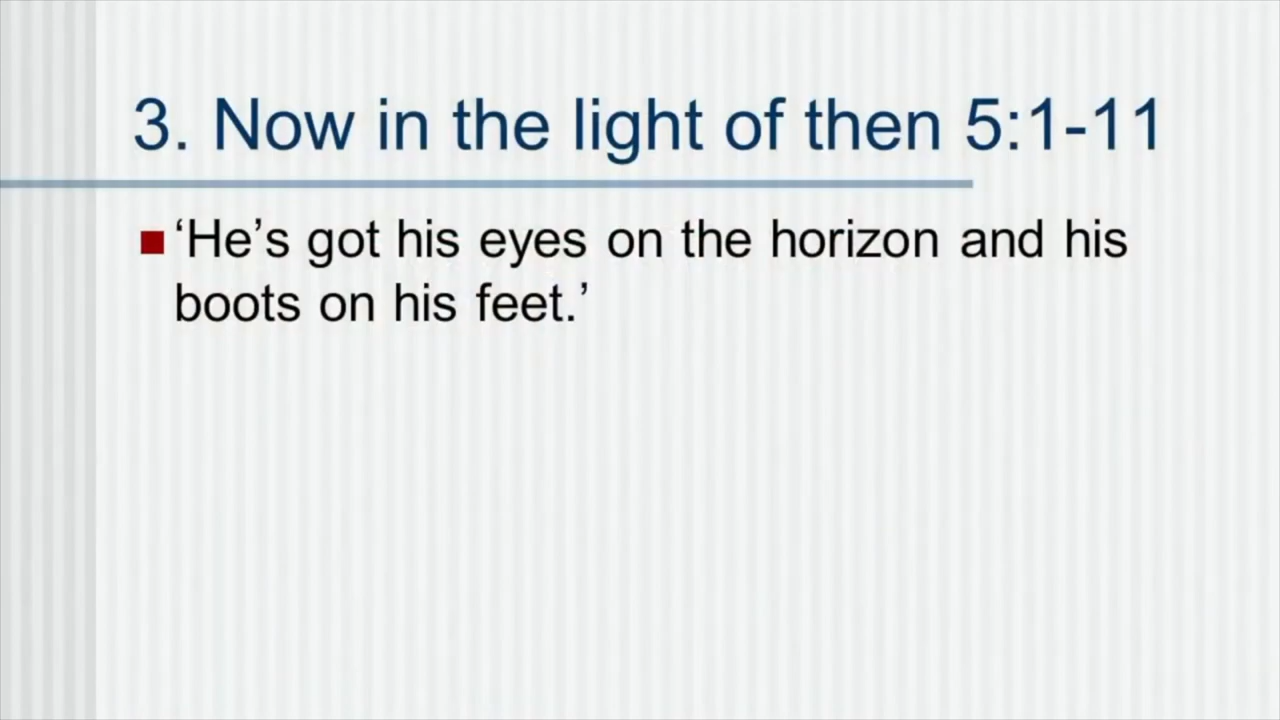 3. Now in the light of then 5:1-11
‘He’s got his eyes on the horizon and his
boots on his feet.’